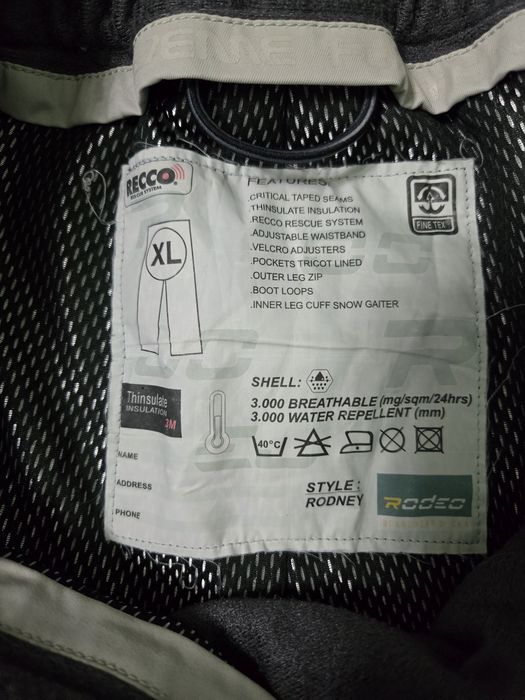 RECCO
RESCUE SYSTEM
XL
FEATURES
.CRITICAL TAPED SEAMS
THINSULATE INSULATION
.RECCO RESCUE SYSTEM
.ADJUSTABLE WAISTBAND
.VELCRO ADJUSTERS
.POCKETS TRICOT LINED
.OUTER LEG ZIP
.BOOT LOOPS
.INNER LEG CUFF SNOW GAITER
FINE TEX
SHELL:
3.000 BREATHABLE (mg/sqm/24hrs)
3.000 WATER REPELLENT (mm)
40°C
Thinsulate
INSULATION
3M
NAME
ADDRESS
PHONE
STYLE :
RODNEY
RODEO